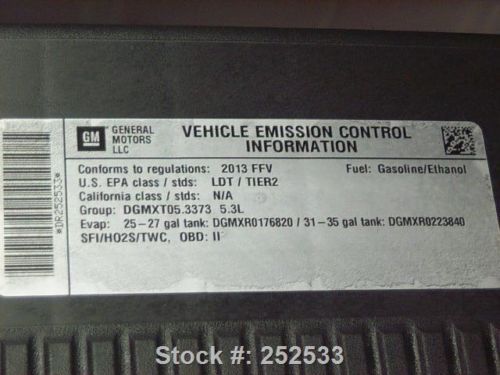 GM
GENERAL
MOTORS
LLC
VEHICLE EMISSION CONTROL
INFORMATION
Conforms to regulations: 2013 FFV Fuel: Gasoline/Ethanol
U.S. EPA class / stds: LDT / TIER2
California class / stds: N/A
Group: DGMXT05.3373 5.3L
Evap: 25-27 gal tank: DGMXR0176820 / 31-35 gal tank: DGMXR0223840
SFI/HO2S/TWC, OBD: II
*DR252533*
Stock #: 252533